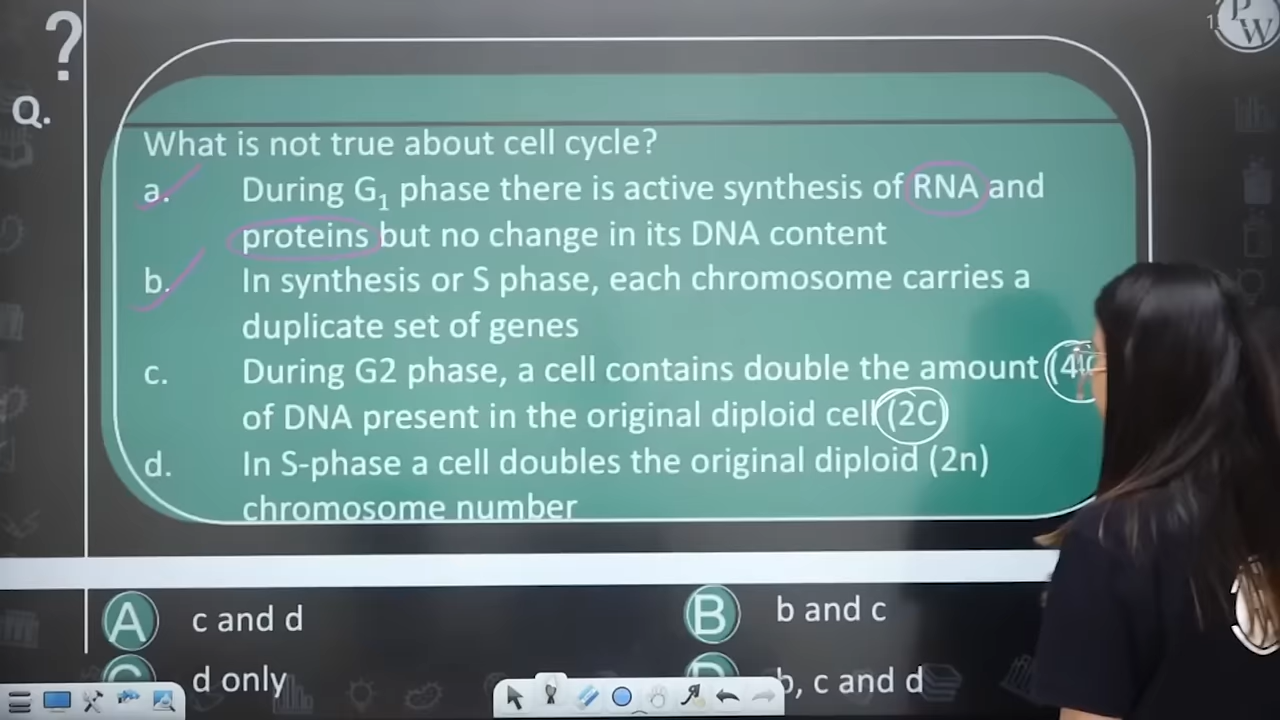 ?
Q.
PW
What is not true about cell cycle?
a. During G₁ phase there is active synthesis of RNA and
proteins but no change in its DNA content
b. In synthesis or S phase, each chromosome carries a
duplicate set of genes
c. During G2 phase, a cell contains double the amount (4
of DNA present in the original diploid cell (2C)
d. In S-phase a cell doubles the original diploid (2n)
chromosome number
A c and d
B b and c
C d only
D b, c and d